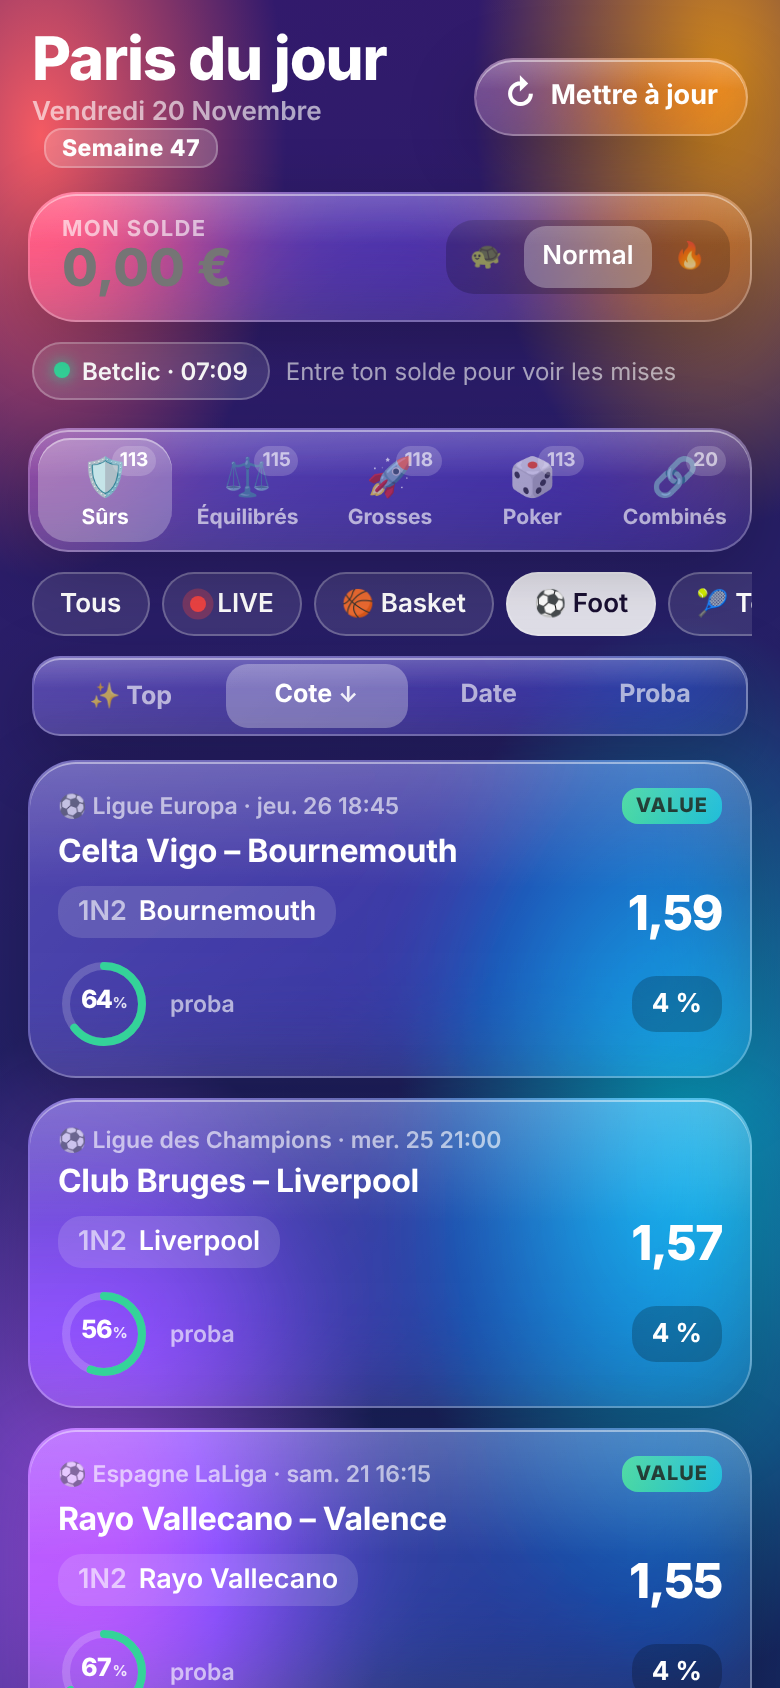 Paris du jour
Vendredi 20 Novembre
Semaine 47
Mettre à jour
MON SOLDE
0,00 €
Normal
Betclic · 07:09
Entre ton solde pour voir les mises
113
Sûrs
115
Équilibrés
118
Grosses
113
Poker
20
Combinés
Tous
LIVE
Basket
Foot
Top
Cote ↓
Date
Proba
Ligue Europa · jeu. 26 18:45
VALUE
Celta Vigo – Bournemouth
1N2 Bournemouth
1,59
64%
proba
4 %
Ligue des Champions · mer. 25 21:00
Club Bruges – Liverpool
1N2 Liverpool
1,57
56%
proba
4 %
Espagne LaLiga · sam. 21 16:15
VALUE
Rayo Vallecano – Valence
1N2 Rayo Vallecano
1,55
67%
proba
4 %